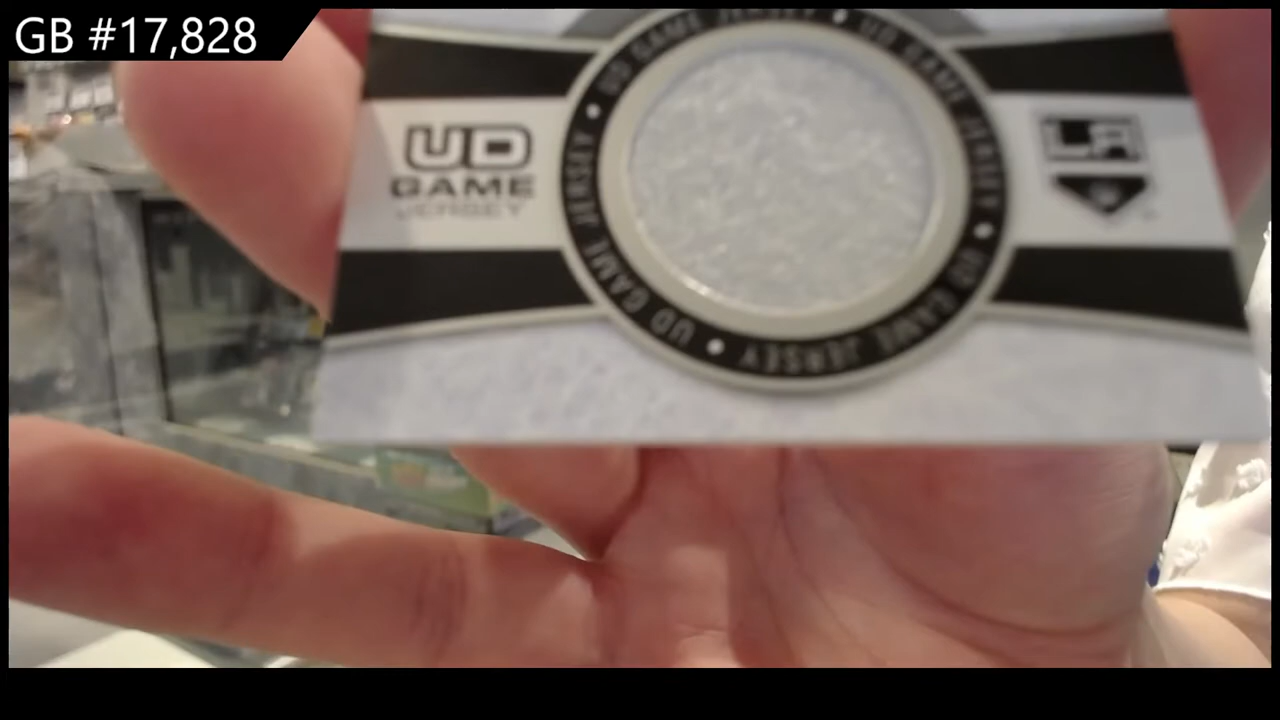 GB #17,828
UD GAME JERSEY • UD GAME JERSEY • UD GAME JERSEY • UD GAME JERSEY •
UD
GAME
JERSEY
LA